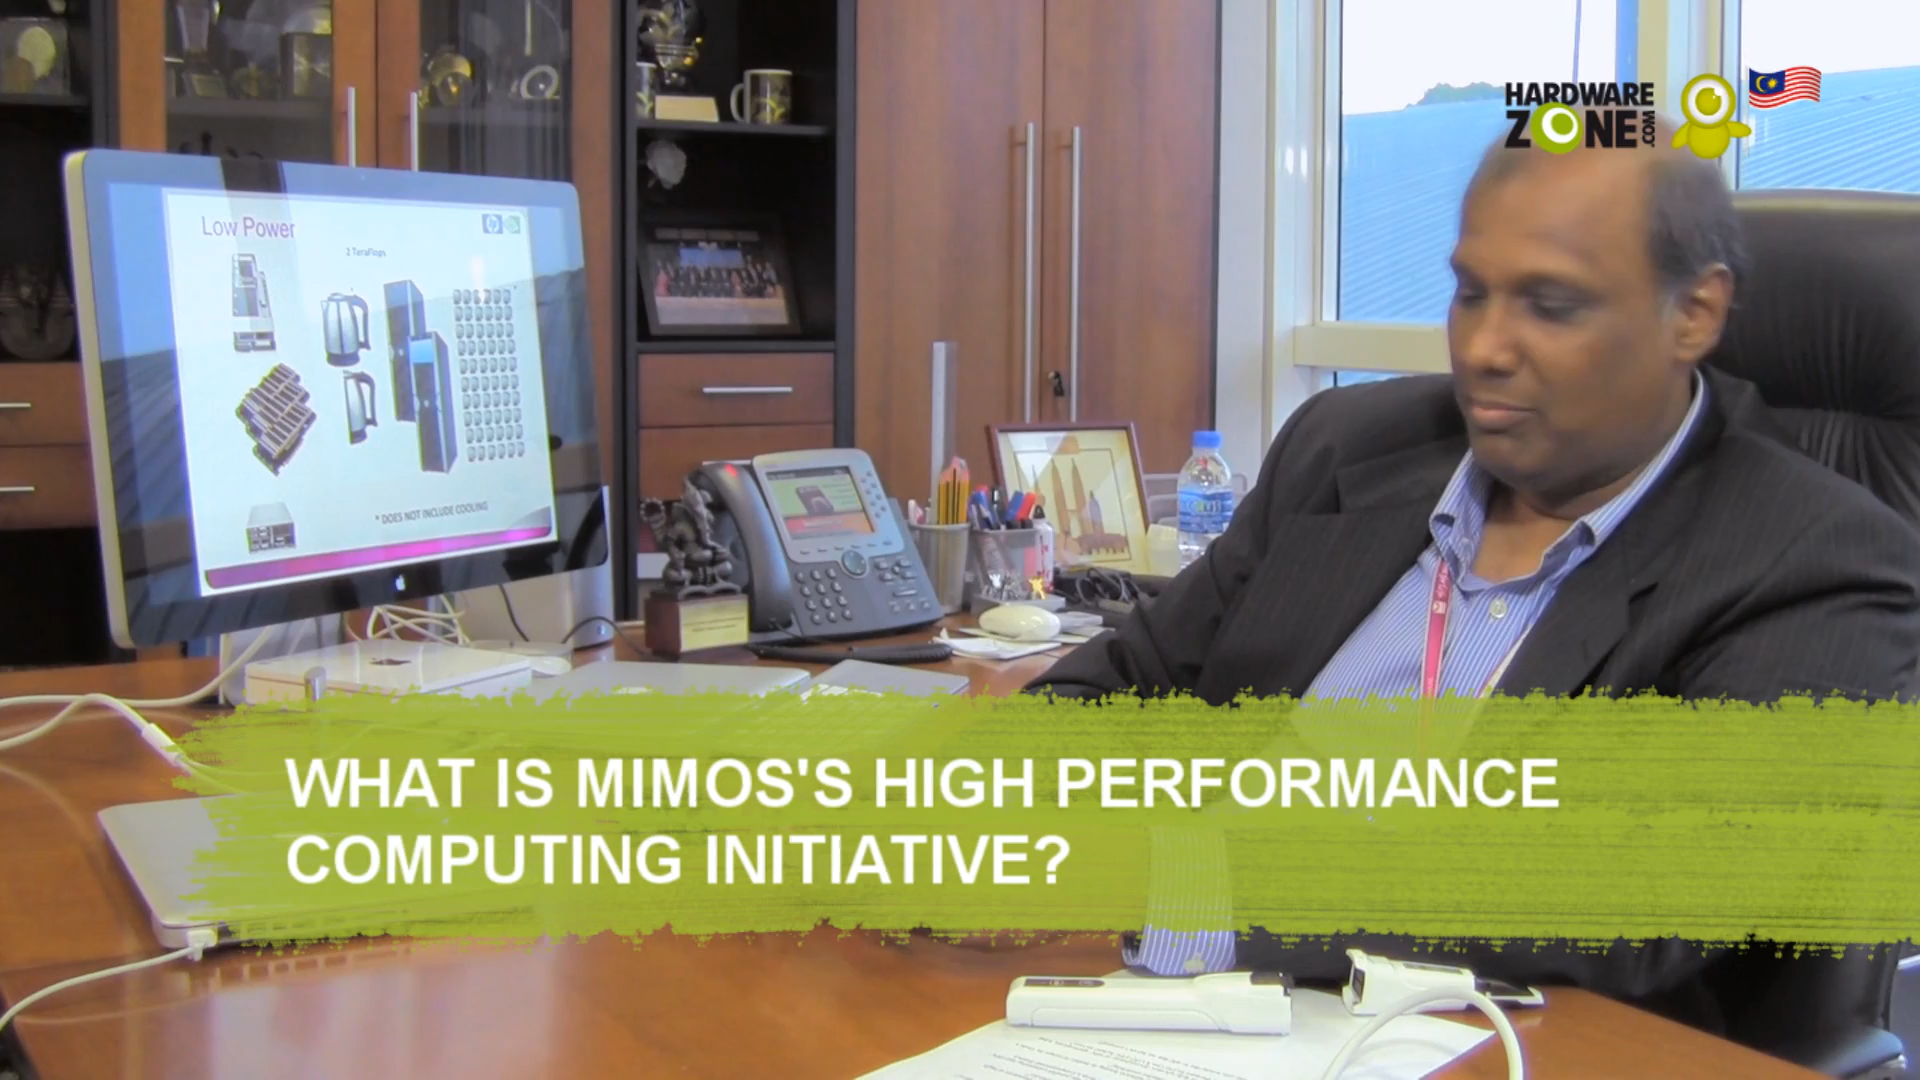 HARDWARE
ZONE.COM
Low Power
2 TeraFlops
* DOES NOT INCLUDE COOLING
WHAT IS MIMOS'S HIGH PERFORMANCE
COMPUTING INITIATIVE?